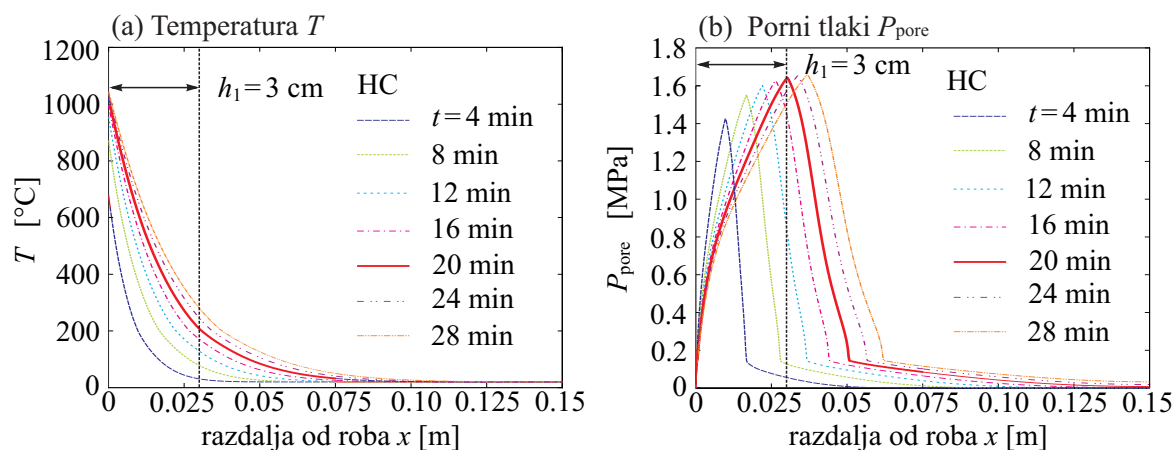 (a) Temperatura T
1200
1000
800
600
400
200
0
T [°C]
h₁ = 3 cm
HC
t = 4 min
8 min
12 min
16 min
20 min
24 min
28 min
0 0.025 0.05 0.075 0.1 0.125 0.15
razdalja od roba x [m]
(b) Porni tlaki Ppore
1.8
1.6
1.4
1.2
1.0
0.8
0.6
0.4
0.2
0
Ppore [MPa]
h₁ = 3 cm
HC
t = 4 min
8 min
12 min
16 min
20 min
24 min
28 min
0 0.025 0.05 0.075 0.1 0.125 0.15
razdalja od roba x [m]